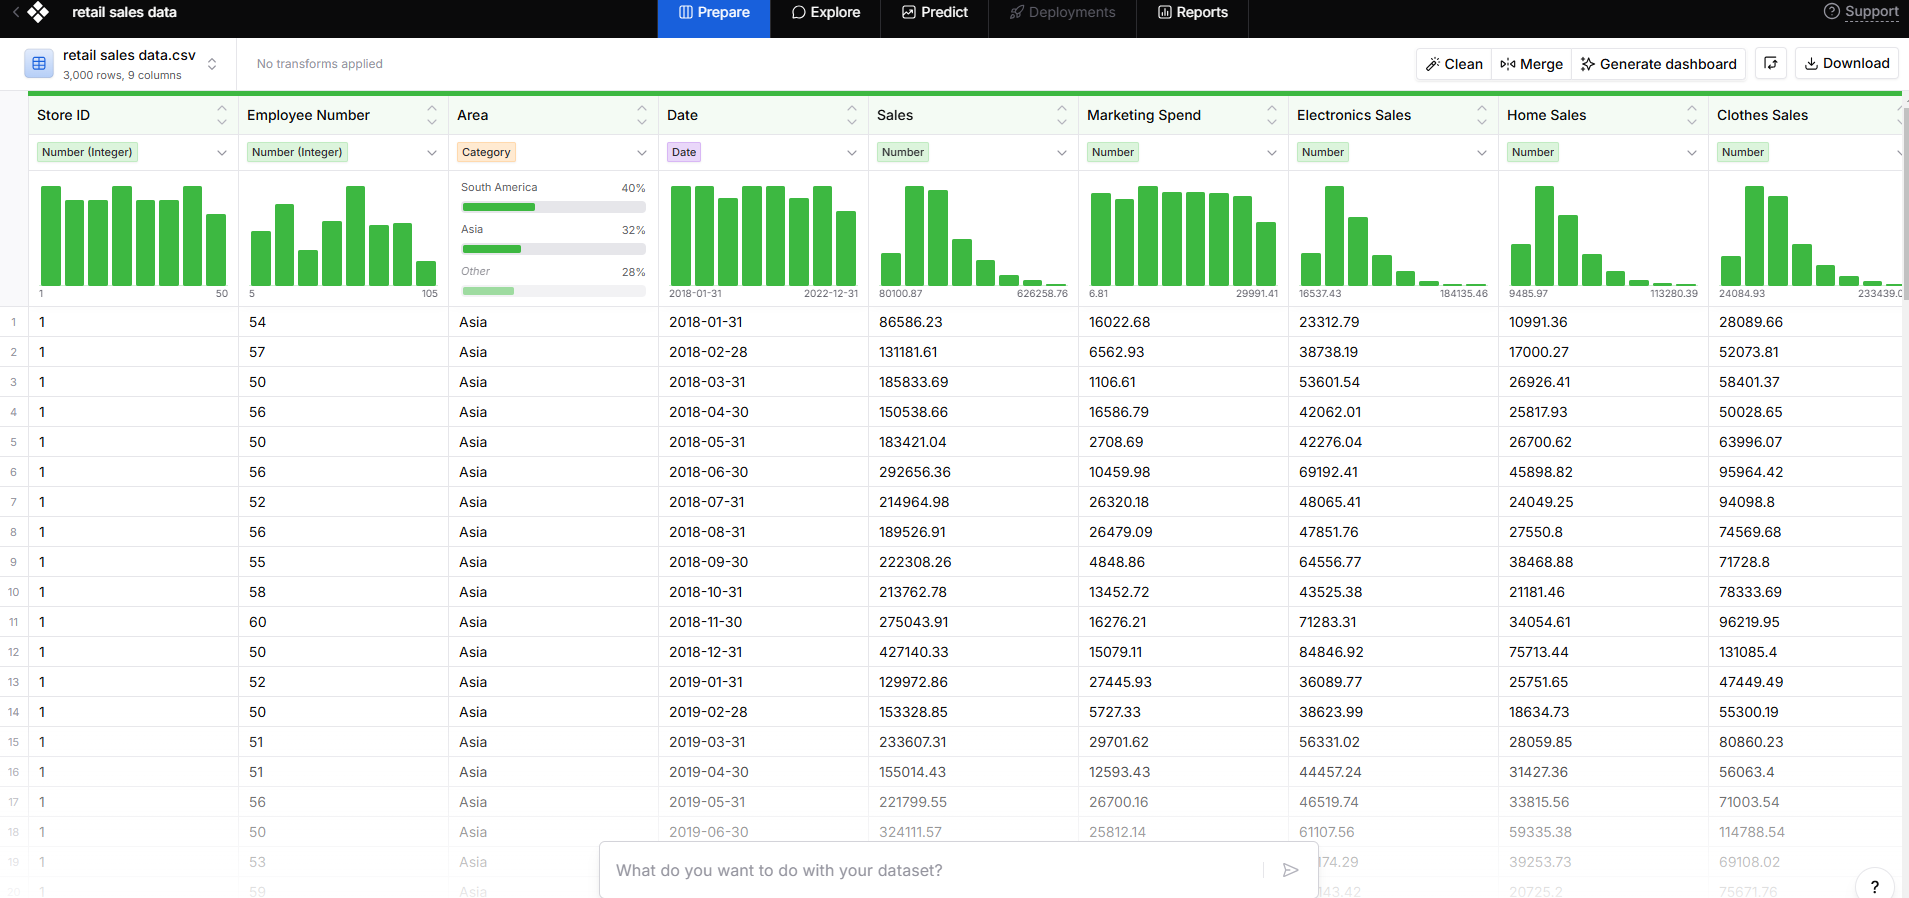 retail sales data
Prepare
Explore
Predict
Deployments
Reports
Support
retail sales data.csv
3,000 rows, 9 columns
No transforms applied
Clean
Merge
Generate dashboard
Download
Store ID Employee Number Area Date Sales Marketing Spend Electronics Sales Home Sales Clothes Sales
Number (Integer) Number (Integer) Category Date Number Number Number Number Number
South America 40%
Asia 32%
Other 28%
1 50 5 105 2018-01-31 2022-12-31 80100.87 626258.76 6.81 29991.41 16537.43 184135.46 9485.97 113280.39 24084.93 233439.0
1 1 54 Asia 2018-01-31 86586.23 16022.68 23312.79 10991.36 28089.66
2 1 57 Asia 2018-02-28 131181.61 6562.93 38738.19 17000.27 52073.81
3 1 50 Asia 2018-03-31 185833.69 1106.61 53601.54 26926.41 58401.37
4 1 56 Asia 2018-04-30 150538.66 16586.79 42062.01 25817.93 50028.65
5 1 50 Asia 2018-05-31 183421.04 2708.69 42276.04 26700.62 63996.07
6 1 56 Asia 2018-06-30 292656.36 10459.98 69192.41 45898.82 95964.42
7 1 52 Asia 2018-07-31 214964.98 26320.18 48065.41 24049.25 94098.8
8 1 56 Asia 2018-08-31 189526.91 26479.09 47851.76 27550.8 74569.68
9 1 55 Asia 2018-09-30 222308.26 4848.86 64556.77 38468.88 71728.8
10 1 58 Asia 2018-10-31 213762.78 13452.72 43525.38 21181.46 78333.69
11 1 60 Asia 2018-11-30 275043.91 16276.21 71283.31 34054.61 96219.95
12 1 50 Asia 2018-12-31 427140.33 15079.11 84846.92 75713.44 131085.4
13 1 52 Asia 2019-01-31 129972.86 27445.93 36089.77 25751.65 47449.49
14 1 50 Asia 2019-02-28 153328.85 5727.33 38623.99 18634.73 55300.19
15 1 51 Asia 2019-03-31 233607.31 29701.62 56331.02 28059.85 80860.23
16 1 51 Asia 2019-04-30 155014.43 12593.43 44457.24 31427.36 56063.4
17 1 56 Asia 2019-05-31 221799.55 26700.16 46519.74 33815.56 71003.54
18 1 50 Asia 2019-06-30 324111.57 25812.14 61107.56 59335.38 114788.54
19 1 53 Asia 174.29 39253.73 69108.02
20 1 59 Asia 143.42 20725.2 75671.76
What do you want to do with your dataset?
?